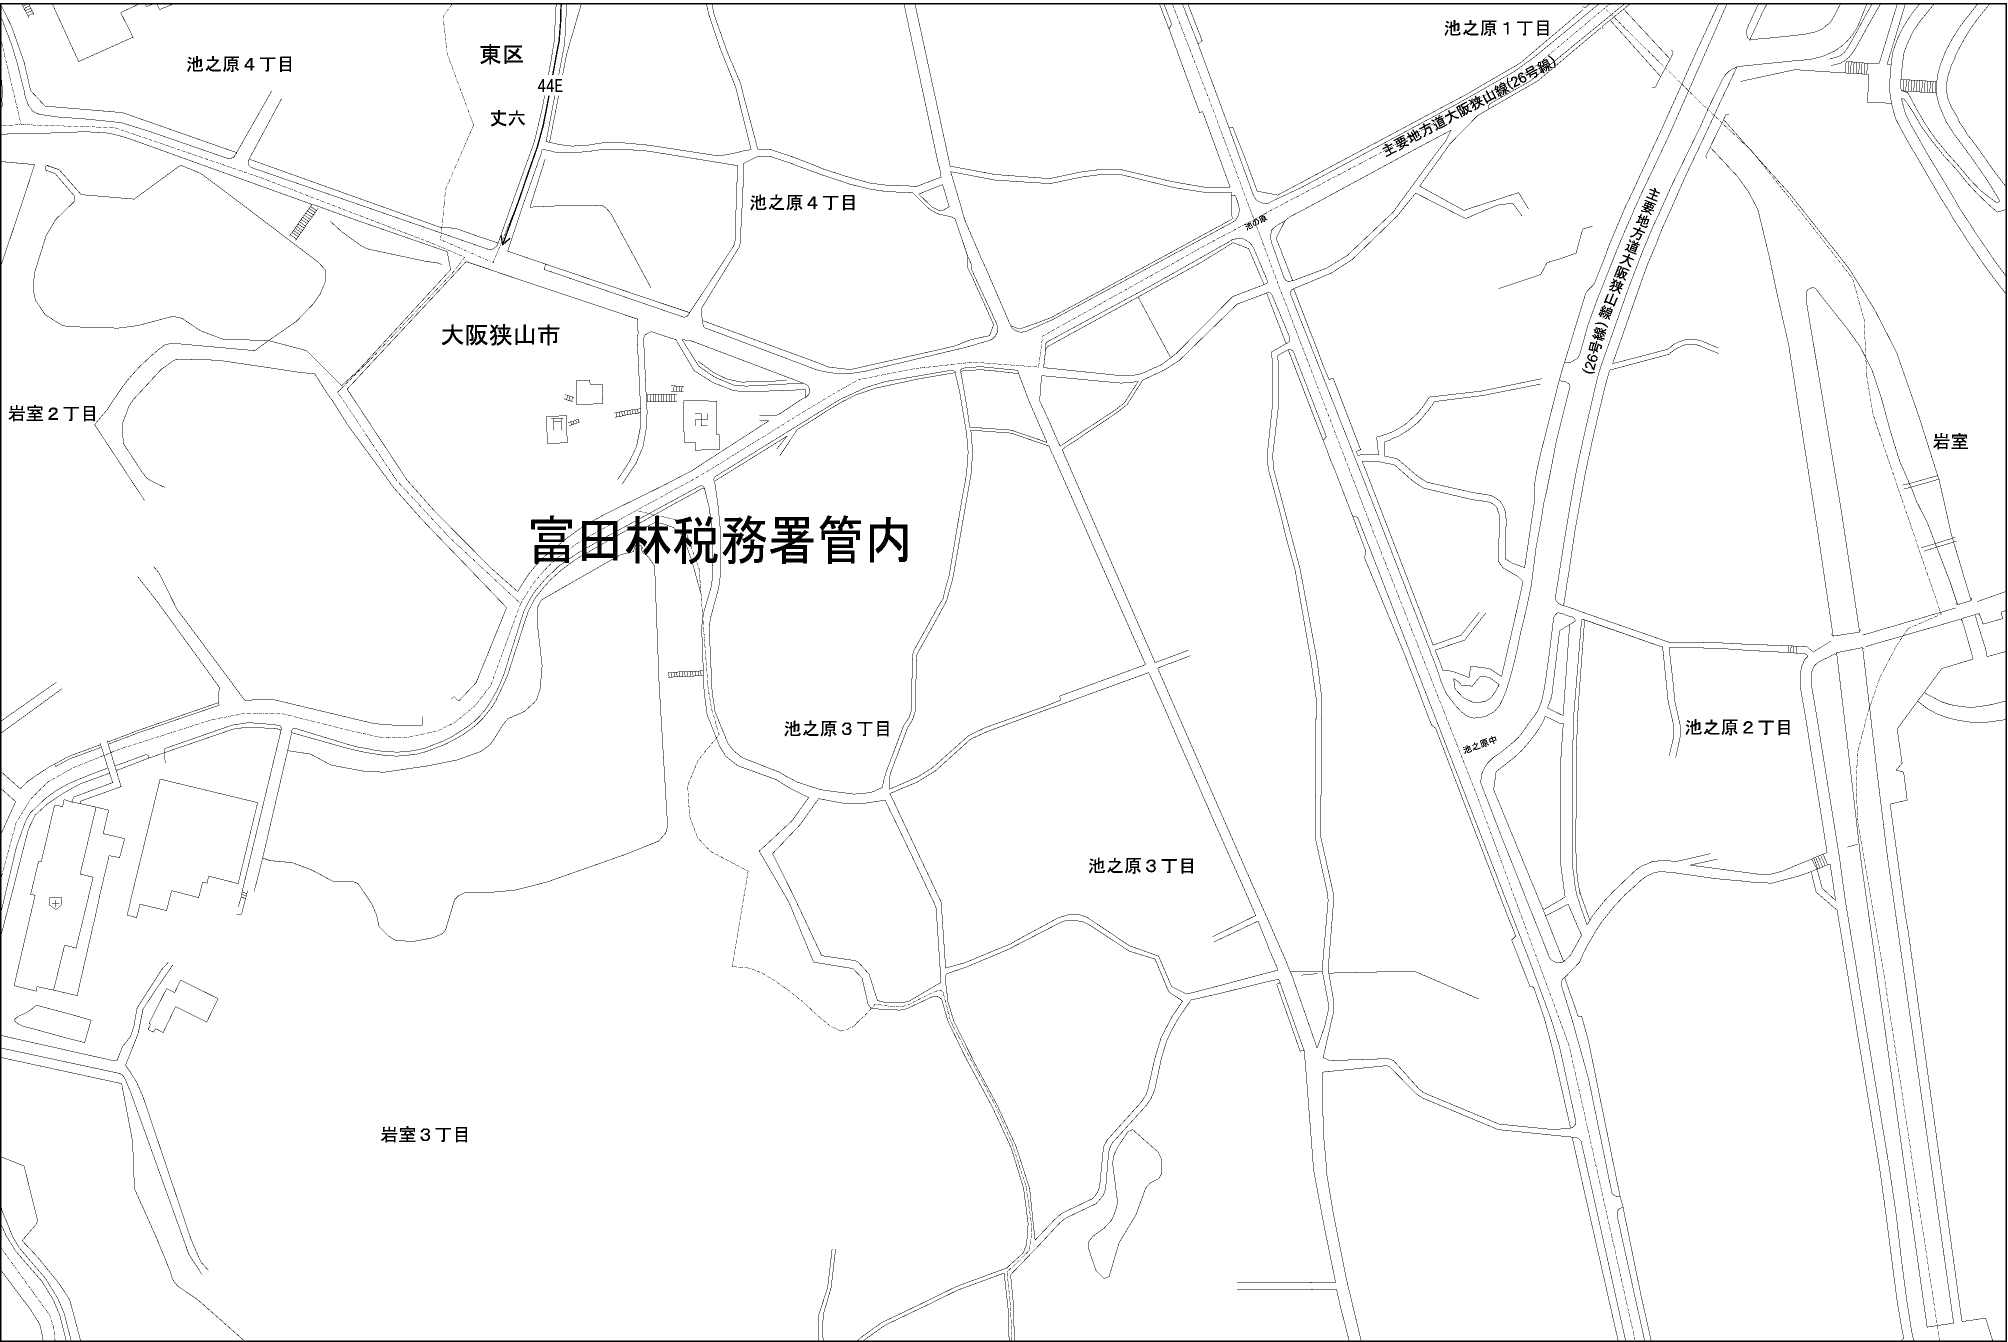 池之原１丁目
東区
池之原４丁目
44E
主要地方道大阪狭山線(26号線)
丈六
池之原４丁目
池の原
主要地方道大阪狭山線(26号線)
大阪狭山市
岩室２丁目
岩室
富田林税務署管内
池之原３丁目
池之原２丁目
池之原中
池之原３丁目
岩室３丁目